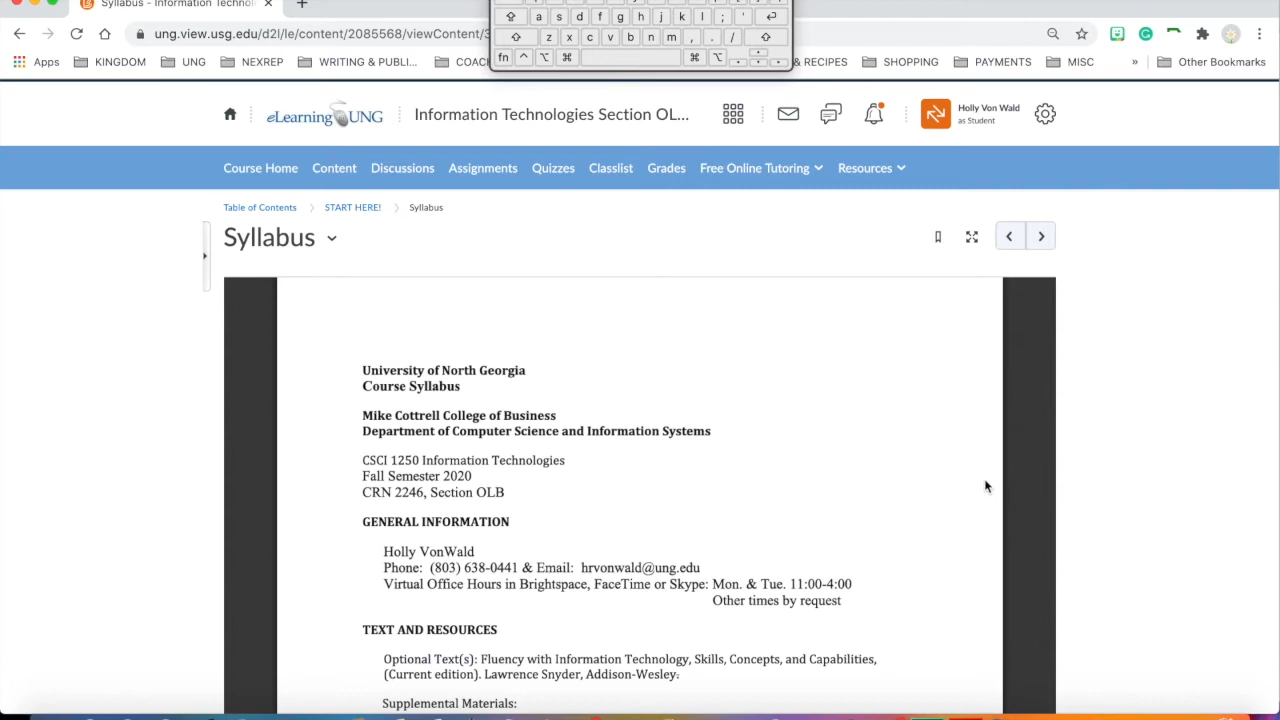 Syllabus - Information Technol
a s d f g h j k l ; '
z x c v b n m , . /
fn
ung.view.usg.edu/d2l/le/content/2085568/viewContent/3
Apps KINGDOM UNG NEXREP WRITING & PUBLI... COAC & RECIPES SHOPPING PAYMENTS MISC » Other Bookmarks
eLearning@UNG Information Technologies Section OL... Holly Von Wald
as Student
Course Home Content Discussions Assignments Quizzes Classlist Grades Free Online Tutoring Resources
Table of Contents START HERE! Syllabus
Syllabus
University of North Georgia
Course Syllabus
Mike Cottrell College of Business
Department of Computer Science and Information Systems
CSCI 1250 Information Technologies
Fall Semester 2020
CRN 2246, Section OLB
GENERAL INFORMATION
Holly VonWald
Phone: (803) 638-0441 & Email: hrvonwald@ung.edu
Virtual Office Hours in Brightspace, FaceTime or Skype: Mon. & Tue. 11:00-4:00
Other times by request
TEXT AND RESOURCES
Optional Text(s): Fluency with Information Technology, Skills, Concepts, and Capabilities,
(Current edition). Lawrence Snyder, Addison-Wesley.
Supplemental Materials: